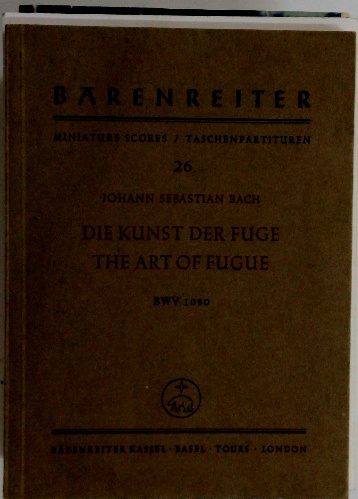 BÄRENREITER
MINIATURE SCORES / TASCHENPARTITUREN
26
JOHANN SEBASTIAN BACH
DIE KUNST DER FUGE
THE ART OF FUGUE
BWV 1080
BÄRENREITER KASSEL · BASEL · TOURS · LONDON